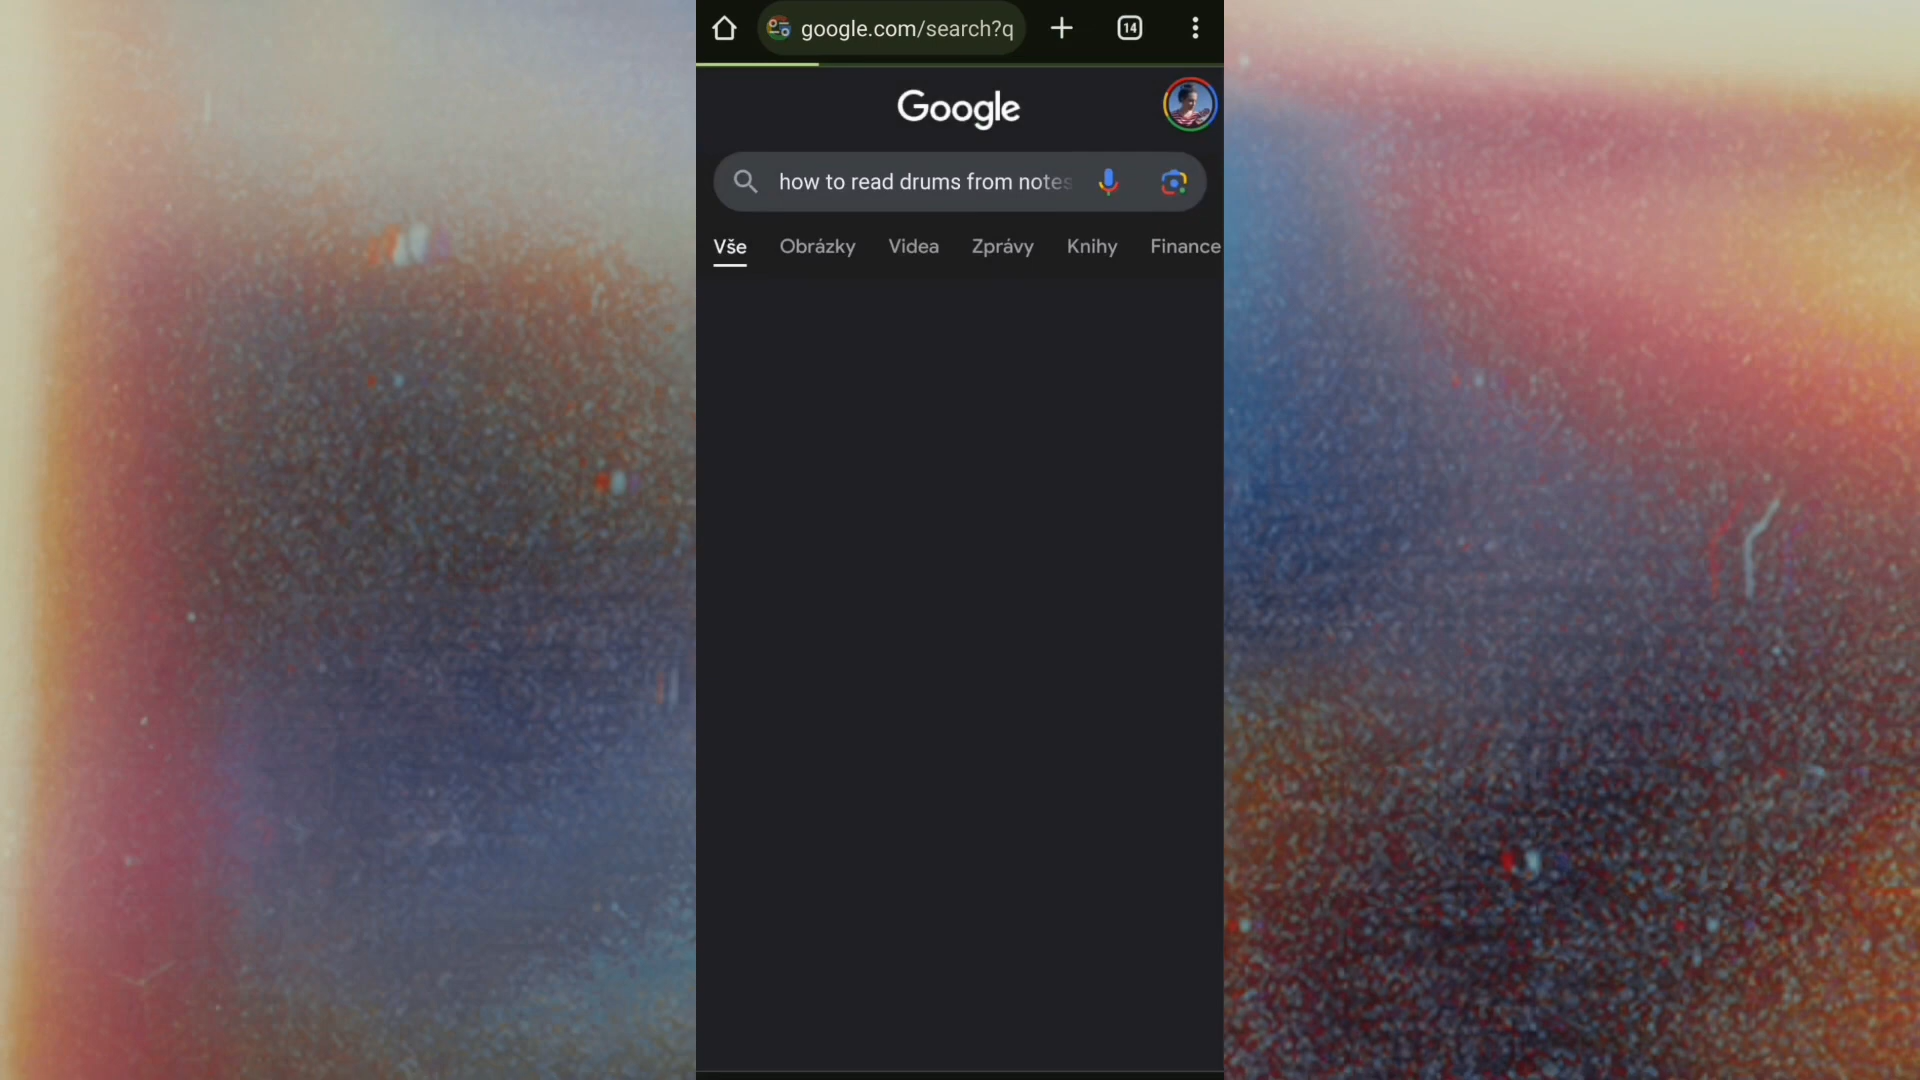 google.com/search?q
14
Google
how to read drums from notes
Vše Obrázky Videa Zprávy Knihy Finance